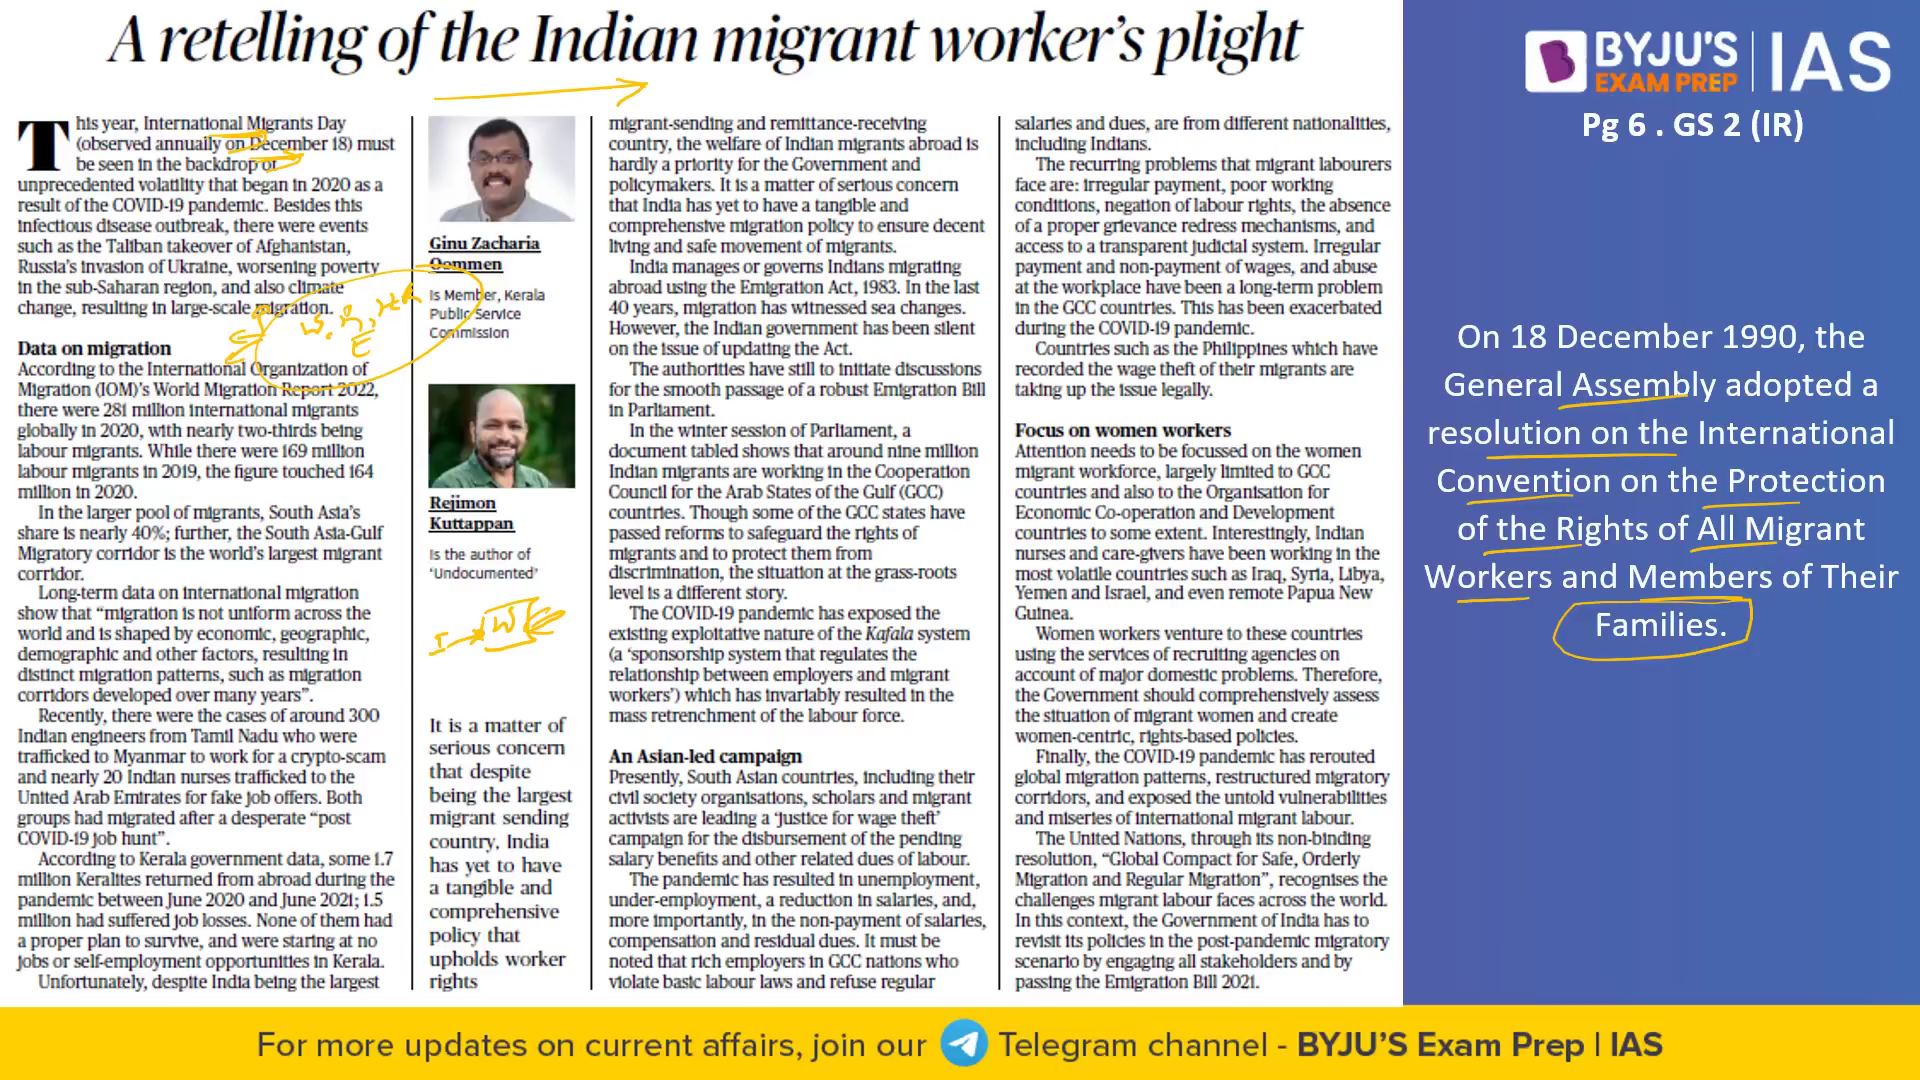 A retelling of the Indian migrant worker's plight
This year, International Migrants Day
(observed annually on December 18) must
be seen in the backdrop of
unprecedented volatility that began in 2020 as a
result of the COVID-19 pandemic. Besides this
infectious disease outbreak, there were events
such as the Taliban takeover of Afghanistan,
Russia's invasion of Ukraine, worsening poverty
in the sub-Saharan region, and also climate
change, resulting in large-scale migration.
Data on migration
According to the International Organization of
Migration (IOM)'s World Migration Report 2022,
there were 281 million international migrants
globally in 2020, with nearly two-thirds being
labour migrants. While there were 169 million
labour migrants in 2019, the figure touched 164
million in 2020.
In the larger pool of migrants, South Asia's
share is nearly 40%; further, the South Asia-Gulf
Migratory corridor is the world's largest migrant
corridor.
Long-term data on international migration
show that “migration is not uniform across the
world and is shaped by economic, geographic,
demographic and other factors, resulting in
distinct migration patterns, such as migration
corridors developed over many years”.
Recently, there were the cases of around 300
Indian engineers from Tamil Nadu who were
trafficked to Myanmar to work for a crypto-scam
and nearly 20 Indian nurses trafficked to the
United Arab Emirates for fake job offers. Both
groups had migrated after a desperate “post
COVID-19 job hunt”.
According to Kerala government data, some 1.7
million Keralites returned from abroad during the
pandemic between June 2020 and June 2021; 1.5
million had suffered job losses. None of them had
a proper plan to survive, and were staring at no
jobs or self-employment opportunities in Kerala.
Unfortunately, despite India being the largest
Ginu Zacharia
Oommen
Is Member, Kerala
Public Service
Commission
Rejimon
Kuttappan
Is the author of
‘Undocumented’
It is a matter of
serious concern
that despite
being the largest
migrant sending
country, India
has yet to have
a tangible and
comprehensive
policy that
upholds worker
rights
migrant-sending and remittance-receiving
country, the welfare of Indian migrants abroad is
hardly a priority for the Government and
policymakers. It is a matter of serious concern
that India has yet to have a tangible and
comprehensive migration policy to ensure decent
living and safe movement of migrants.
India manages or governs Indians migrating
abroad using the Emigration Act, 1983. In the last
40 years, migration has witnessed sea changes.
However, the Indian government has been silent
on the issue of updating the Act.
The authorities have still to initiate discussions
for the smooth passage of a robust Emigration Bill
in Parliament.
In the winter session of Parliament, a
document tabled shows that around nine million
Indian migrants are working in the Cooperation
Council for the Arab States of the Gulf (GCC)
countries. Though some of the GCC states have
passed reforms to safeguard the rights of
migrants and to protect them from
discrimination, the situation at the grass-roots
level is a different story.
The COVID-19 pandemic has exposed the
existing exploitative nature of the Kafala system
(a ‘sponsorship system that regulates the
relationship between employers and migrant
workers’) which has invariably resulted in the
mass retrenchment of the labour force.
An Asian-led campaign
Presently, South Asian countries, including their
civil society organisations, scholars and migrant
activists are leading a ‘justice for wage theft’
campaign for the disbursement of the pending
salary benefits and other related dues of labour.
The pandemic has resulted in unemployment,
under-employment, a reduction in salaries, and,
more importantly, in the non-payment of salaries,
compensation and residual dues. It must be
noted that rich employers in GCC nations who
violate basic labour laws and refuse regular
salaries and dues, are from different nationalities,
including Indians.
The recurring problems that migrant labourers
face are: irregular payment, poor working
conditions, negation of labour rights, the absence
of a proper grievance redress mechanisms, and
access to a transparent judicial system. Irregular
payment and non-payment of wages, and abuse
at the workplace have been a long-term problem
in the GCC countries. This has been exacerbated
during the COVID-19 pandemic.
Countries such as the Philippines which have
recorded the wage theft of their migrants are
taking up the issue legally.
Focus on women workers
Attention needs to be focussed on the women
migrant workforce, largely limited to GCC
countries and also to the Organisation for
Economic Co-operation and Development
countries to some extent. Interestingly, Indian
nurses and care-givers have been working in the
most volatile countries such as Iraq, Syria, Libya,
Yemen and Israel, and even remote Papua New
Guinea.
Women workers venture to these countries
using the services of recruiting agencies on
account of major domestic problems. Therefore,
the Government should comprehensively assess
the situation of migrant women and create
women-centric, rights-based policies.
Finally, the COVID-19 pandemic has rerouted
global migration patterns, restructured migratory
corridors, and exposed the untold vulnerabilities
and miseries of international migrant labour.
The United Nations, through its non-binding
resolution, “Global Compact for Safe, Orderly
Migration and Regular Migration”, recognises the
challenges migrant labour faces across the world.
In this context, the Government of India has to
revisit its policies in the post-pandemic migratory
scenario by engaging all stakeholders and by
passing the Emigration Bill 2021.
BYJU'S
EXAM PREP
IAS
Pg 6 . GS 2 (IR)
On 18 December 1990, the
General Assembly adopted a
resolution on the International
Convention on the Protection
of the Rights of All Migrant
Workers and Members of Their
Families.
For more updates on current affairs, join our Telegram channel - BYJU'S Exam Prep | IAS